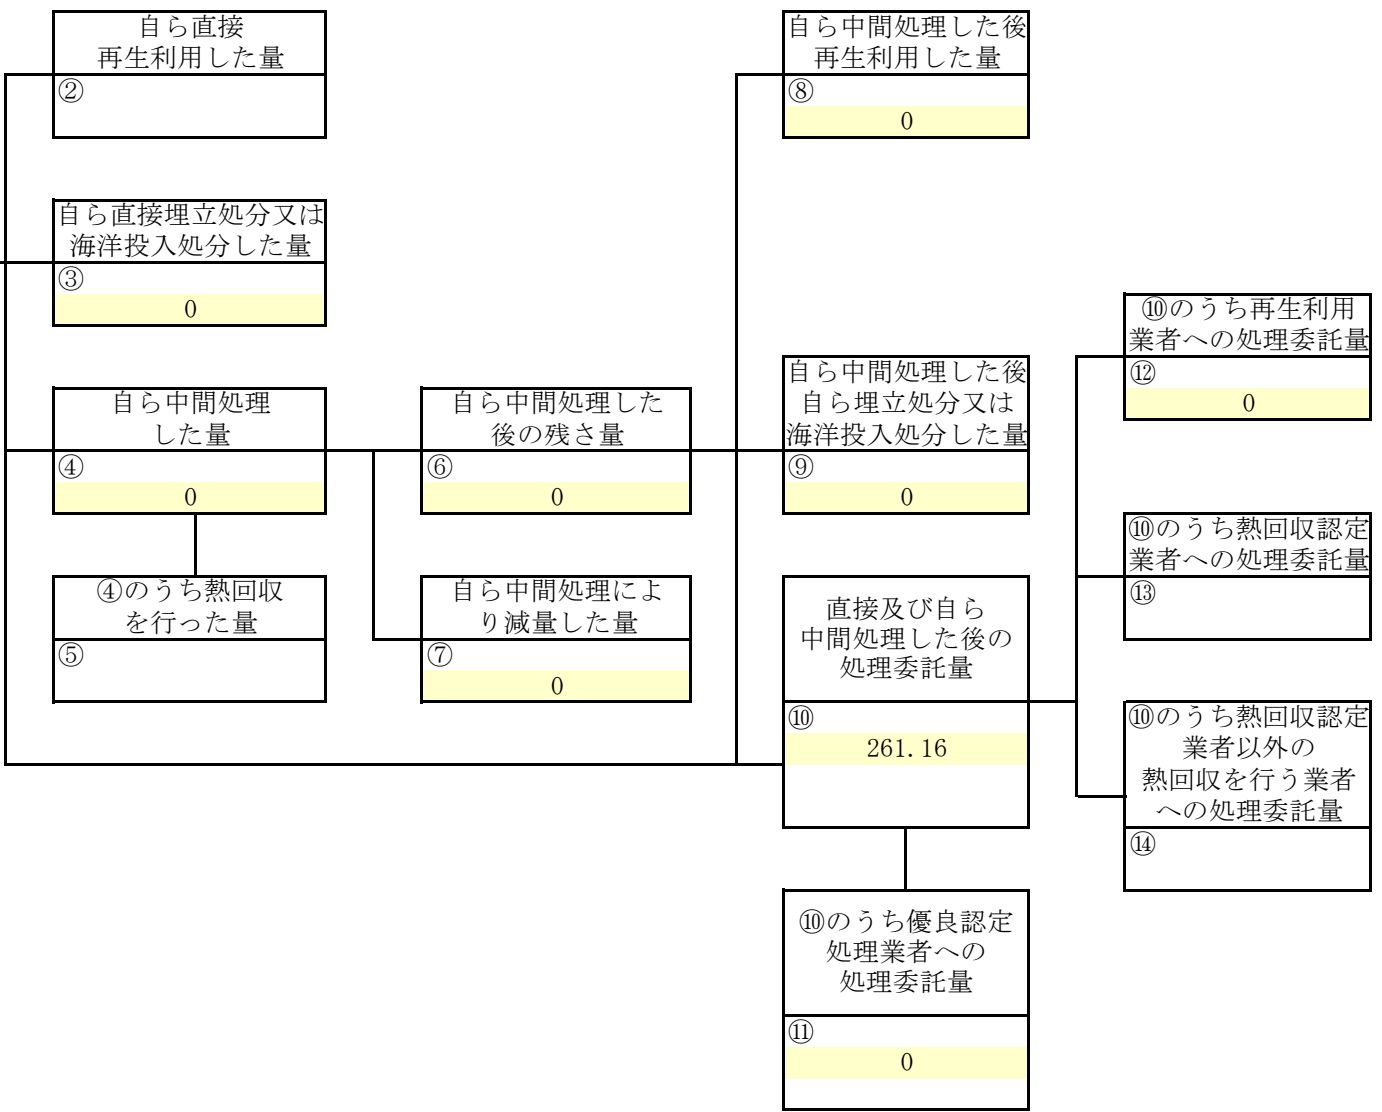 自ら直接
再生利用した量
②
自ら直接埋立処分又は
海洋投入処分した量
③
0
自ら中間処理
した量
④
0
④のうち熱回収
を行った量
⑤
自ら中間処理した
後の残さ量
⑥
0
自ら中間処理によ
り減量した量
⑦
0
自ら中間処理した後
再生利用した量
⑧
0
自ら中間処理した後
自ら埋立処分又は
海洋投入処分した量
⑨
0
直接及び自ら
中間処理した後の
処理委託量
⑩
261.16
⑩のうち優良認定
処理業者への
処理委託量
⑪
0
⑩のうち再生利用
業者への処理委託量
⑫
0
⑩のうち熱回収認定
業者への処理委託量
⑬
⑩のうち熱回収認定
業者以外の
熱回収を行う業者
への処理委託量
⑭